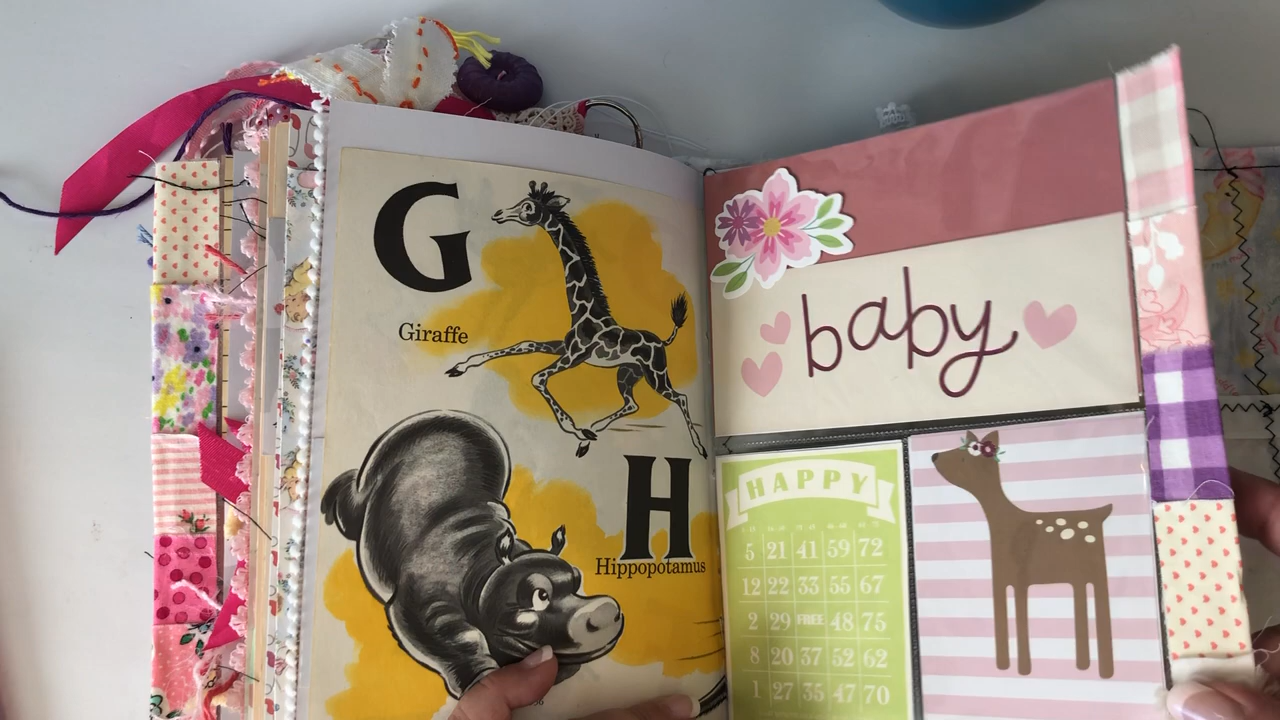 G
Giraffe
H
Hippopotamus
baby
HAPPY
5 21 41 59 72
12 22 33 55 67
2 29 FREE 48 75
8 20 37 52 62
1 27 35 47 70